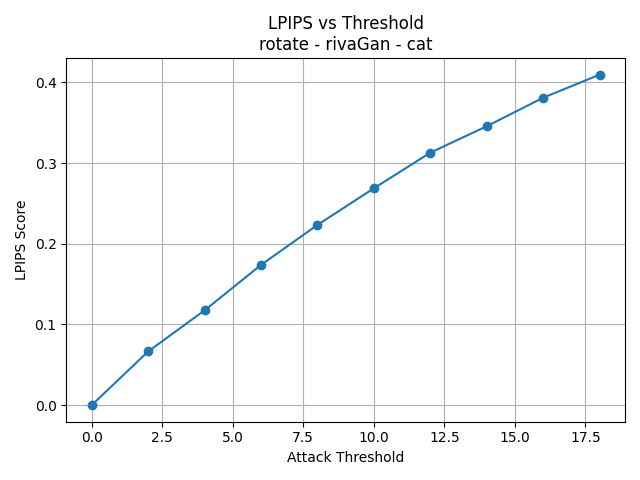 LPIPS vs Threshold
rotate - rivaGan - cat
LPIPS Score
0.4
0.3
0.2
0.1
0.0
0.0 2.5 5.0 7.5 10.0 12.5 15.0 17.5
Attack Threshold